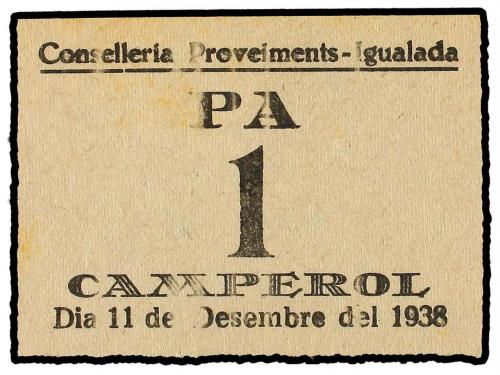 Conselleria Proveiments-Igualada
PA
1
CAMPEROL
Dia 11 de Desembre del 1938